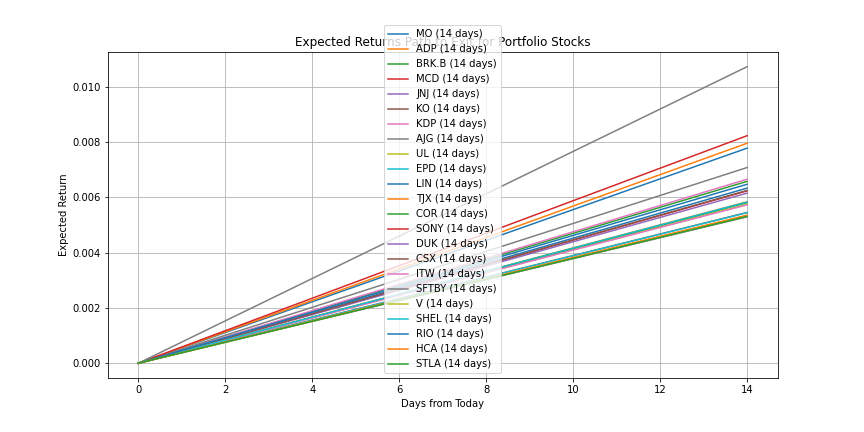 Expected Returns Path to Exit for Portfolio Stocks
MO (14 days)
ADP (14 days)
BRK.B (14 days)
MCD (14 days)
JNJ (14 days)
KO (14 days)
KDP (14 days)
AJG (14 days)
UL (14 days)
EPD (14 days)
LIN (14 days)
TJX (14 days)
COR (14 days)
SONY (14 days)
DUK (14 days)
CSX (14 days)
ITW (14 days)
SFTBY (14 days)
V (14 days)
SHEL (14 days)
RIO (14 days)
HCA (14 days)
STLA (14 days)
Expected Return
0.010
0.008
0.006
0.004
0.002
0.000
0 2 4 6 8 10 12 14
Days from Today